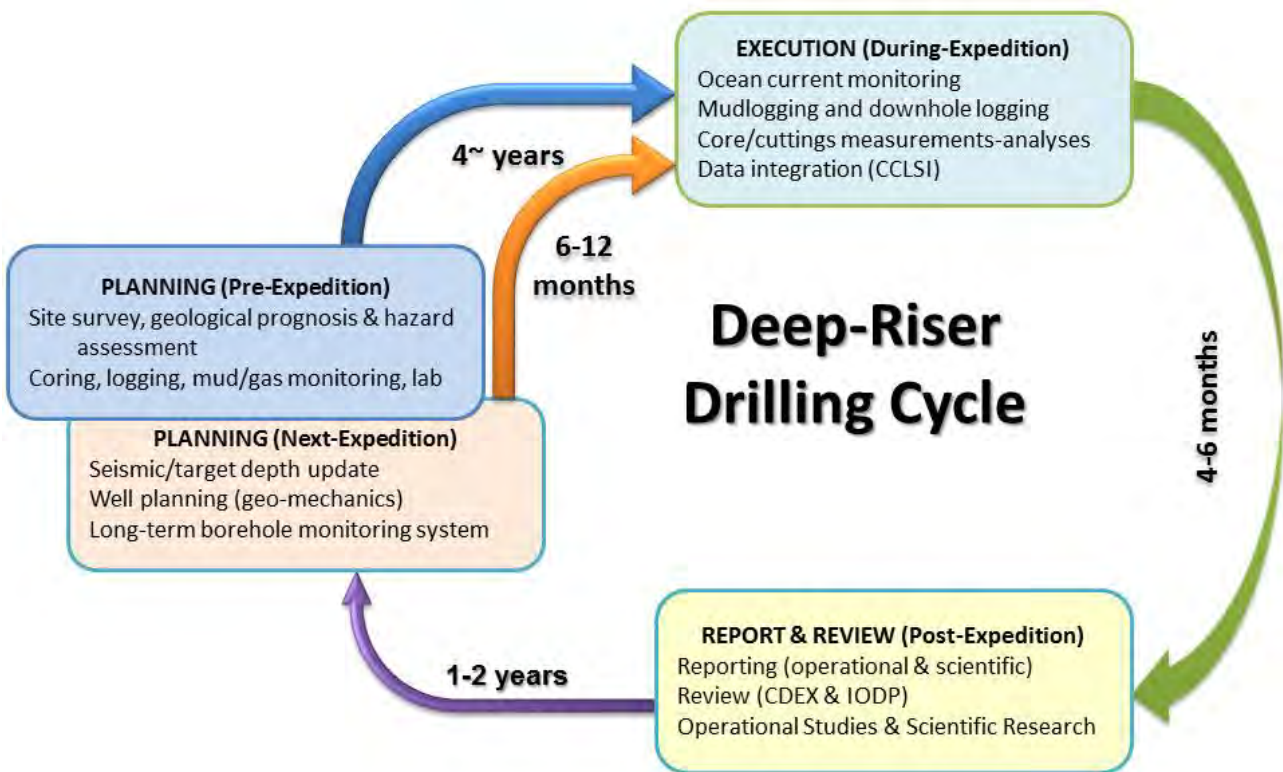 EXECUTION (During-Expedition)
Ocean current monitoring
Mudlogging and downhole logging
Core/cuttings measurements-analyses
Data integration (CCLSI)
4~ years
6-12
months
PLANNING (Pre-Expedition)
Site survey, geological prognosis & hazard
assessment
Coring, logging, mud/gas monitoring, lab
Deep-Riser
Drilling Cycle
4-6 months
PLANNING (Next-Expedition)
Seismic/target depth update
Well planning (geo-mechanics)
Long-term borehole monitoring system
1-2 years
REPORT & REVIEW (Post-Expedition)
Reporting (operational & scientific)
Review (CDEX & IODP)
Operational Studies & Scientific Research